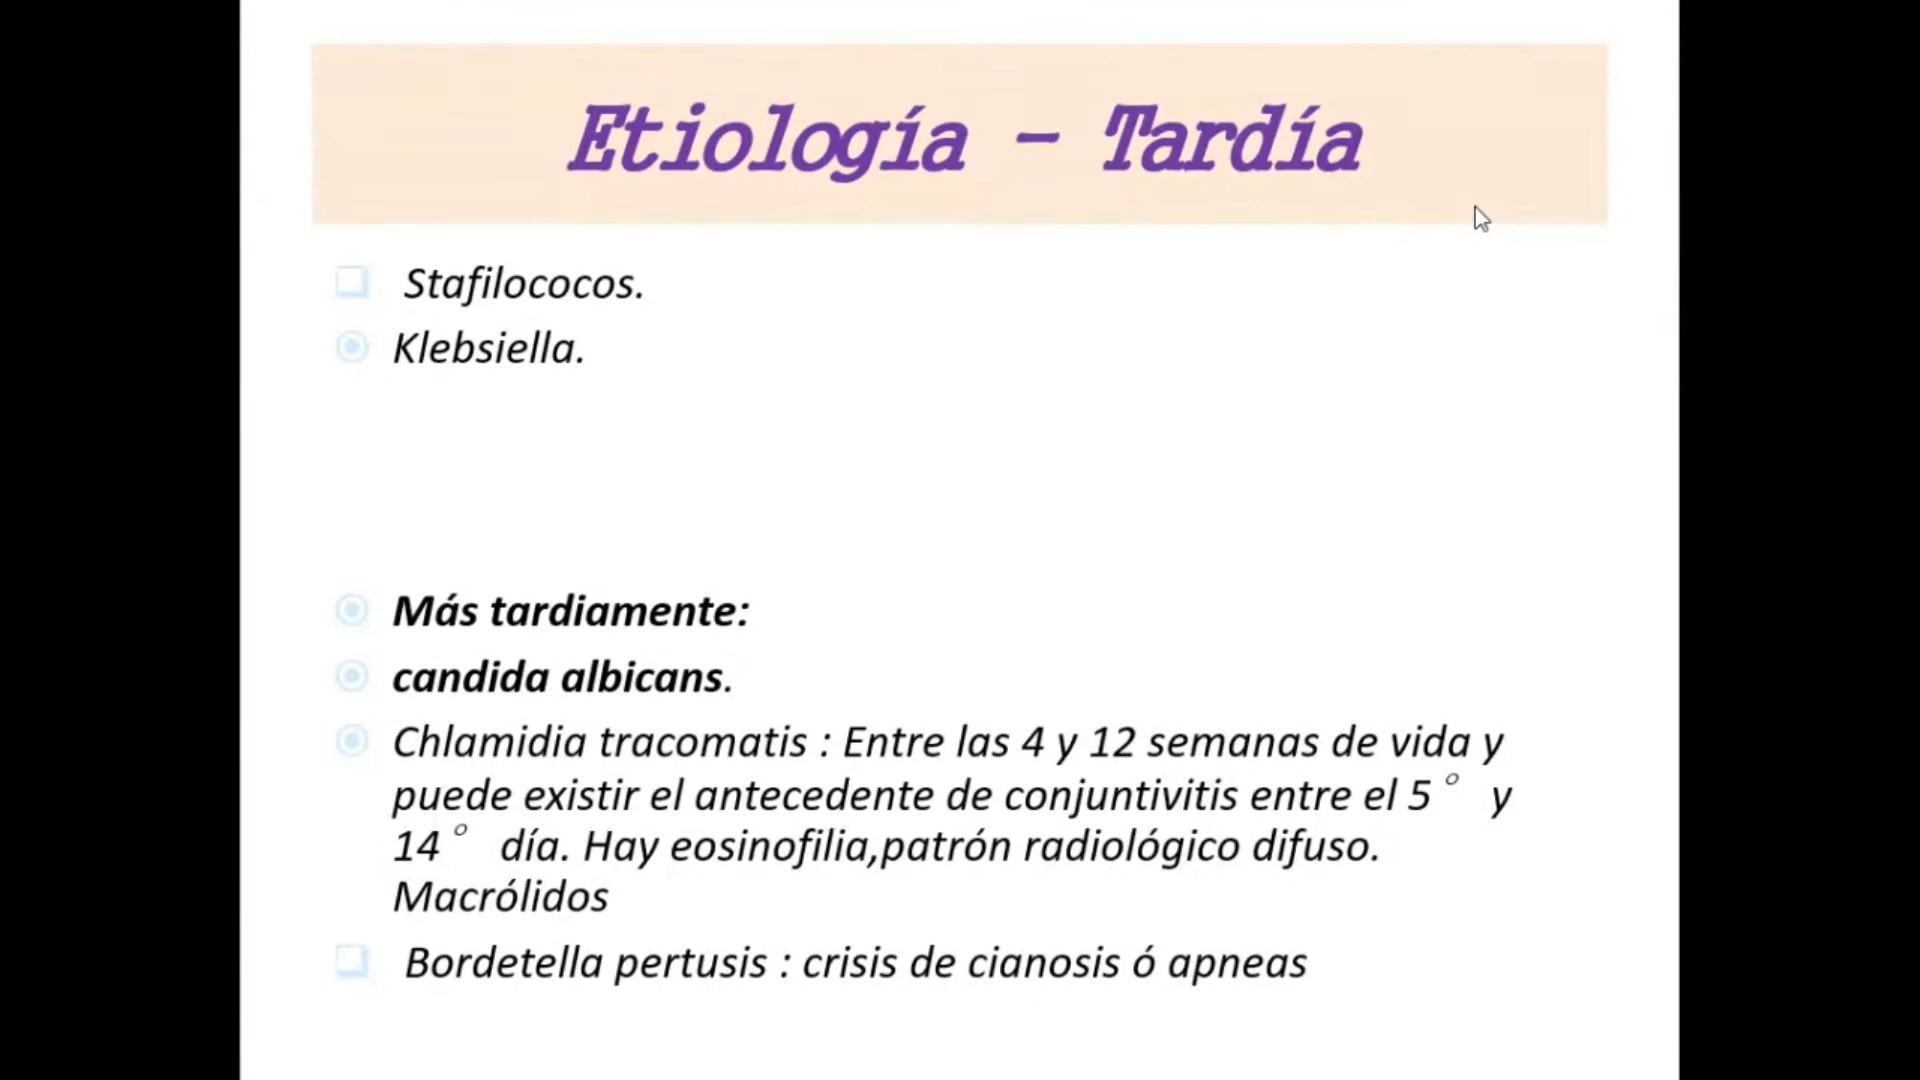 Etiología - Tardía
Stafilococos.
Klebsiella.
Más tardiamente:
candida albicans.
Chlamidia tracomatis : Entre las 4 y 12 semanas de vida y
puede existir el antecedente de conjuntivitis entre el 5° y
14° día. Hay eosinofilia,patrón radiológico difuso.
Macrólidos
Bordetella pertusis : crisis de cianosis ó apneas